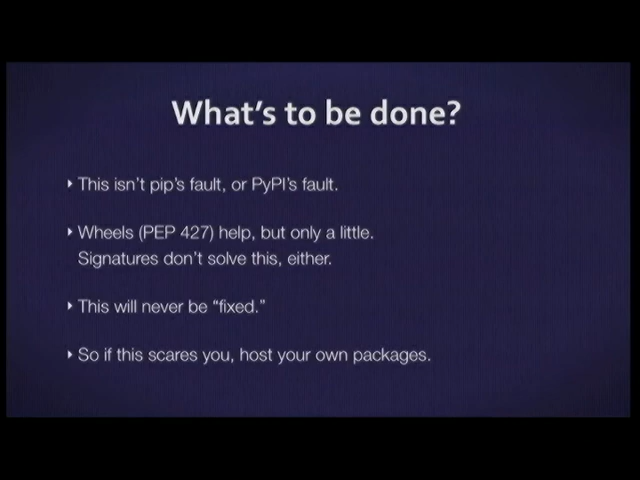 What's to be done?
‣ This isn't pip's fault, or PyPI's fault.
‣ Wheels (PEP 427) help, but only a little.
Signatures don't solve this, either.
‣ This will never be “fixed.”
‣ So if this scares you, host your own packages.